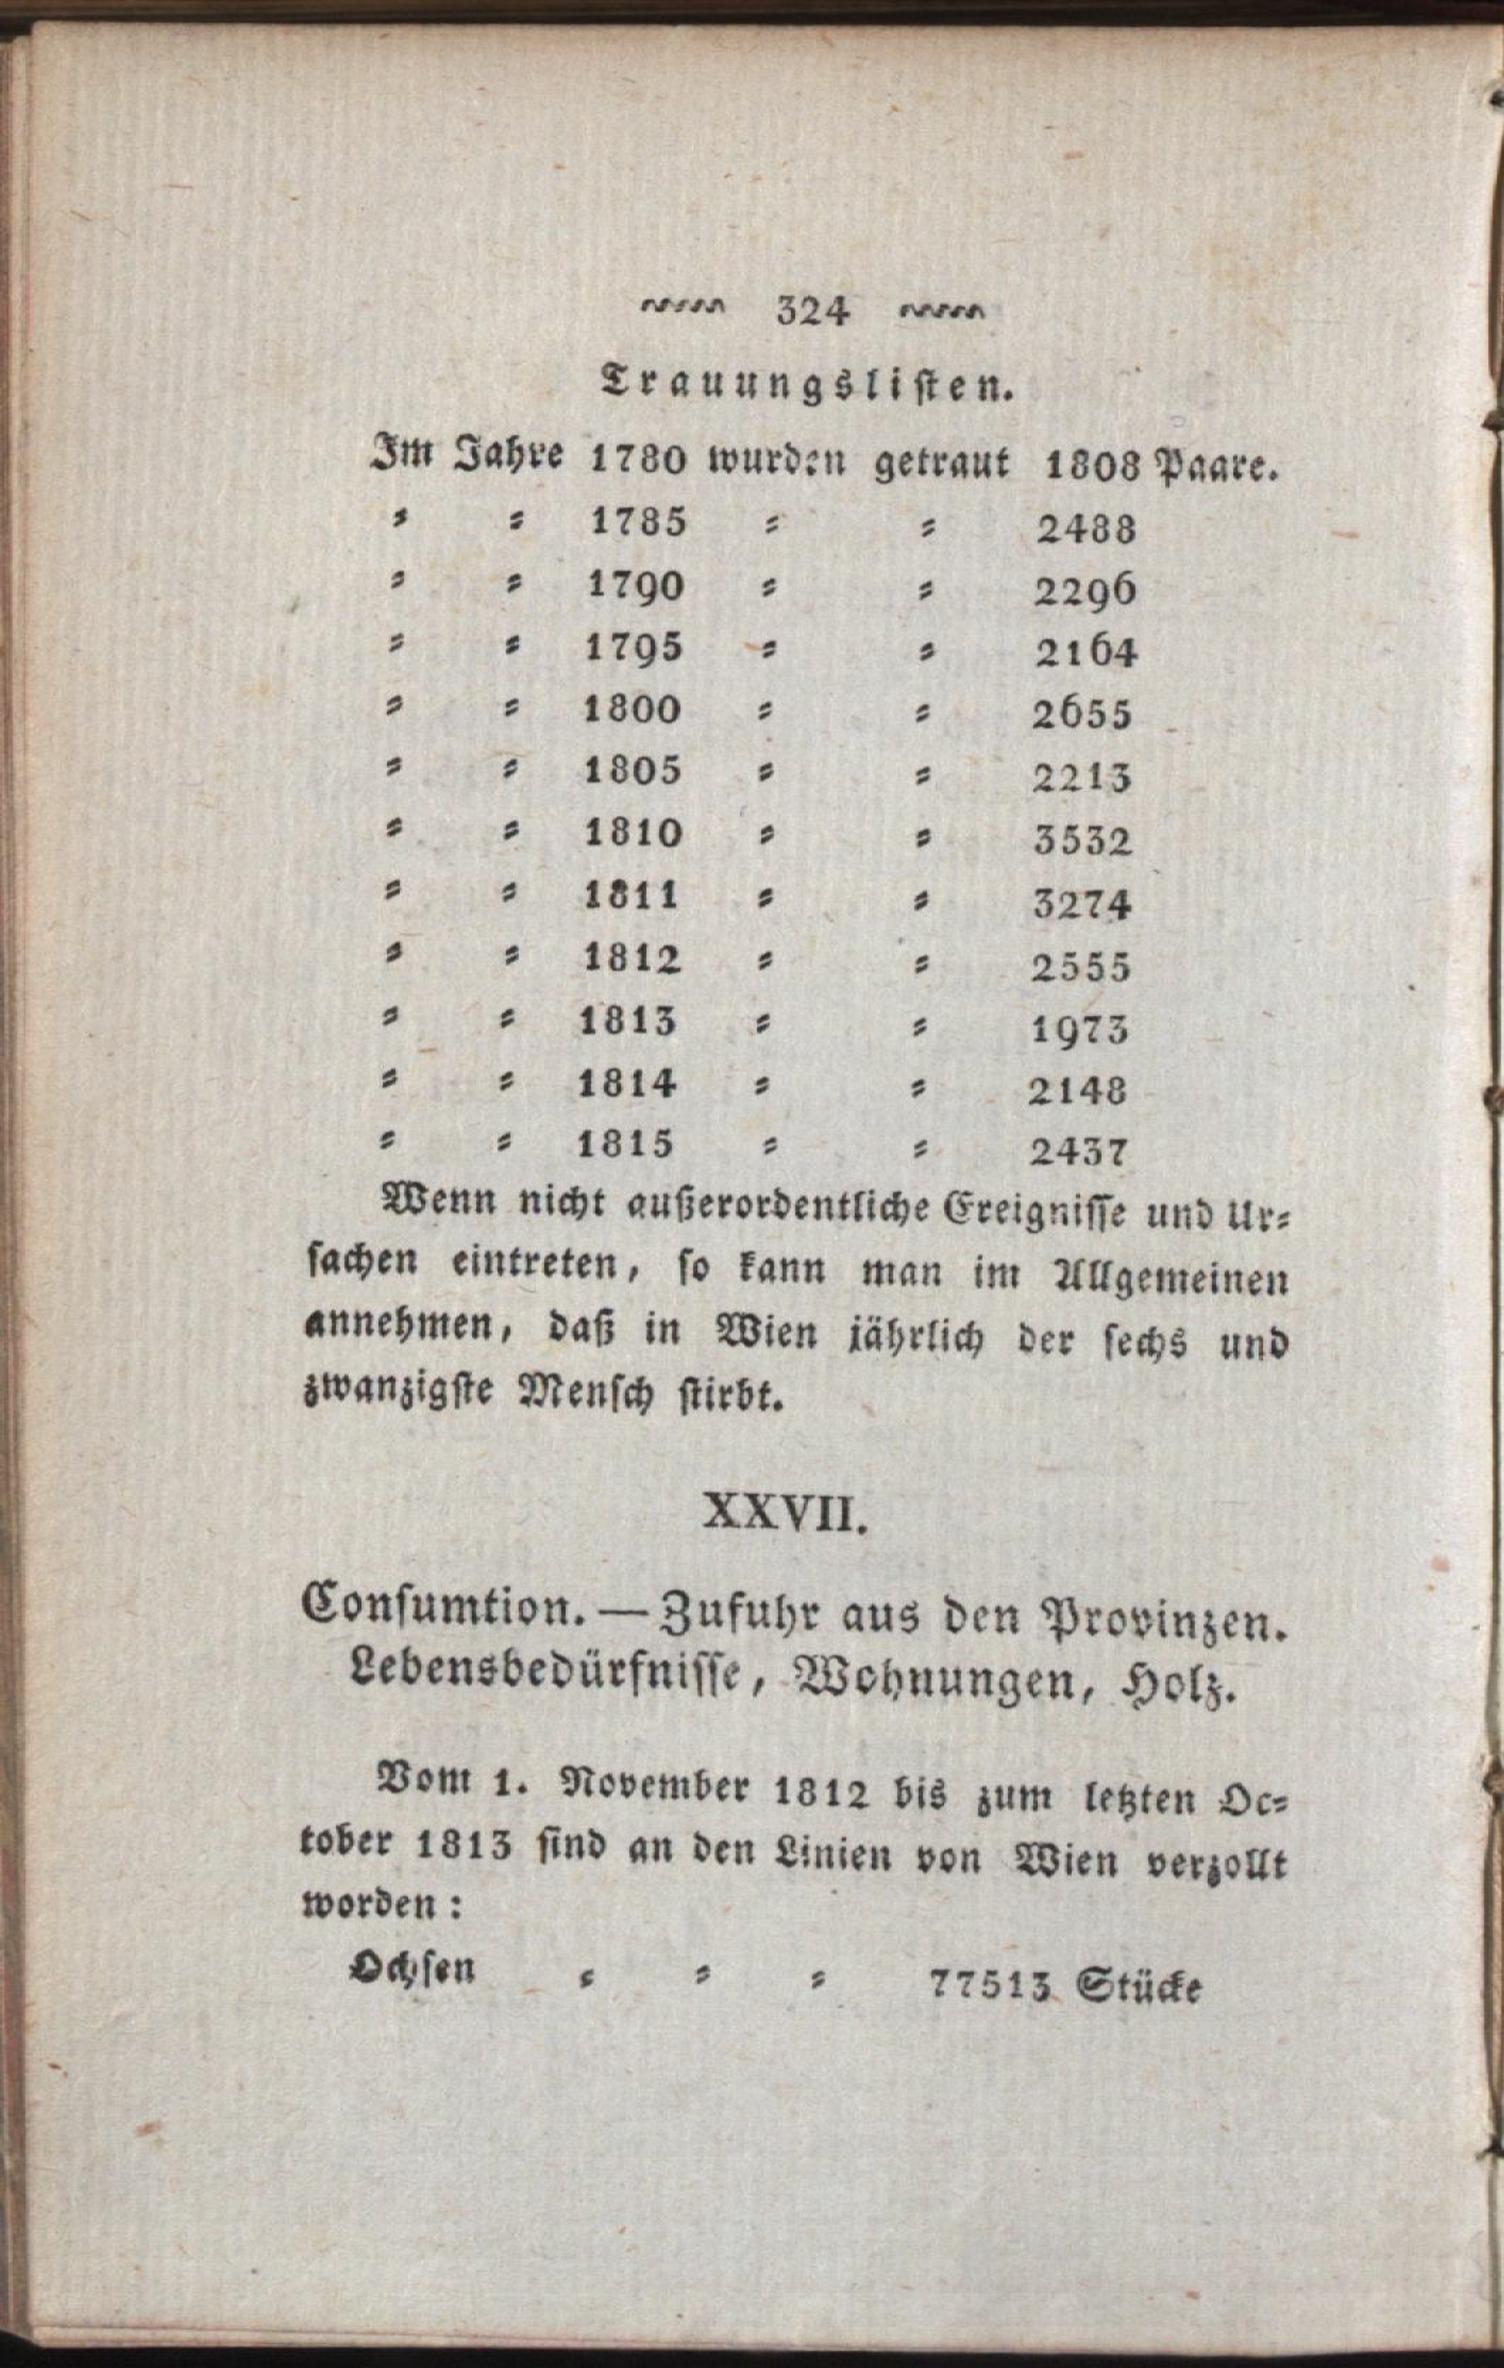 324
Trauungslisten.
Im Jahre 1780 wurden getraut 1808 Paare.
⸗ ⸗ 1785 ⸗ ⸗ 2488
⸗ ⸗ 1790 ⸗ ⸗ 2296
⸗ ⸗ 1795 ⸗ ⸗ 2164
⸗ ⸗ 1800 ⸗ ⸗ 2655
⸗ ⸗ 1805 ⸗ ⸗ 2213
⸗ ⸗ 1810 ⸗ ⸗ 3532
⸗ ⸗ 1811 ⸗ ⸗ 3274
⸗ ⸗ 1812 ⸗ ⸗ 2555
⸗ ⸗ 1813 ⸗ ⸗ 1973
⸗ ⸗ 1814 ⸗ ⸗ 2148
⸗ ⸗ 1815 ⸗ ⸗ 2437
Wenn nicht außerordentliche Ereignisse und Ur⸗
sachen eintreten, so kann man im Allgemeinen
annehmen, daß in Wien jährlich der sechs und
zwanzigste Mensch stirbt.
XXVII.
Consumtion. — Zufuhr aus den Provinzen.
Lebensbedürfnisse, Wohnungen, Holz.
Vom 1. November 1812 bis zum letzten Oc⸗
tober 1813 sind an den Linien von Wien verzollt
worden:
Ochsen ⸗ ⸗ ⸗ 77513 Stücke